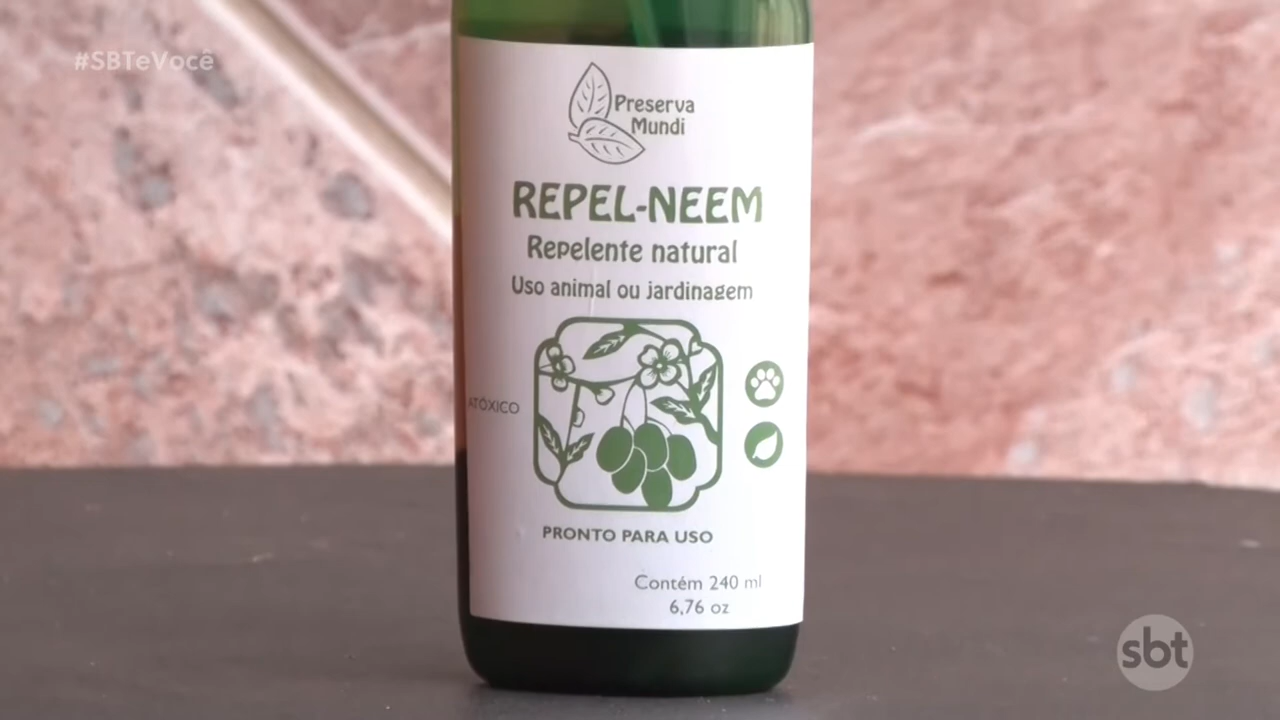 #SBTeVocê
Preserva
Mundi
REPEL-NEEM
Repelente natural
Uso animal ou jardinagem
ATÓXICO
PRONTO PARA USO
Contém 240 ml
6,76 oz
sbt